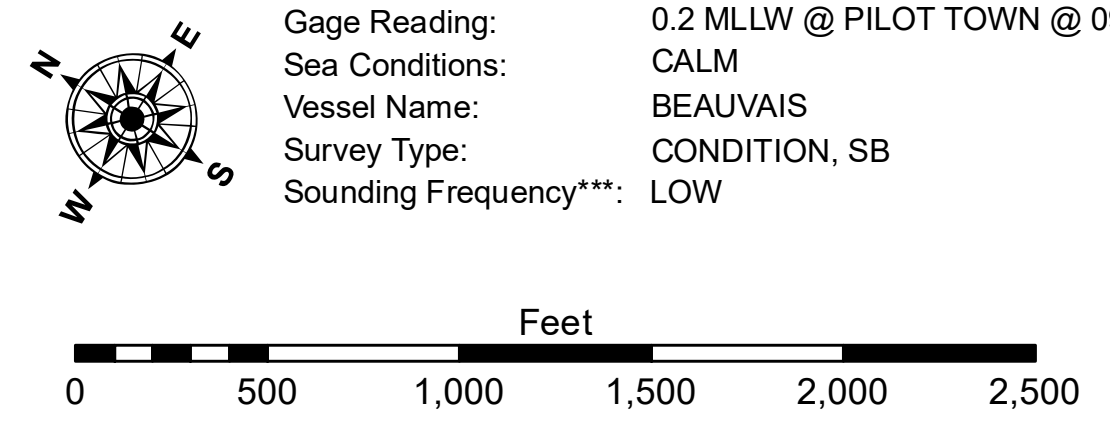 N
E
S
W
Gage Reading: 0.2 MLLW @ PILOT TOWN @
Sea Conditions: CALM
Vessel Name: BEAUVAIS
Survey Type: CONDITION, SB
Sounding Frequency***: LOW
Feet
0 500 1,000 1,500 2,000 2,500